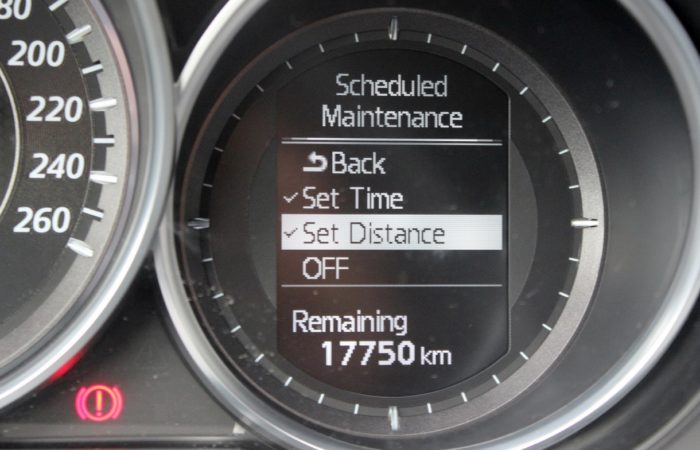 80
200
220
240
260
Scheduled
Maintenance
Back
Set Time
Set Distance
OFF
Remaining
17750 km